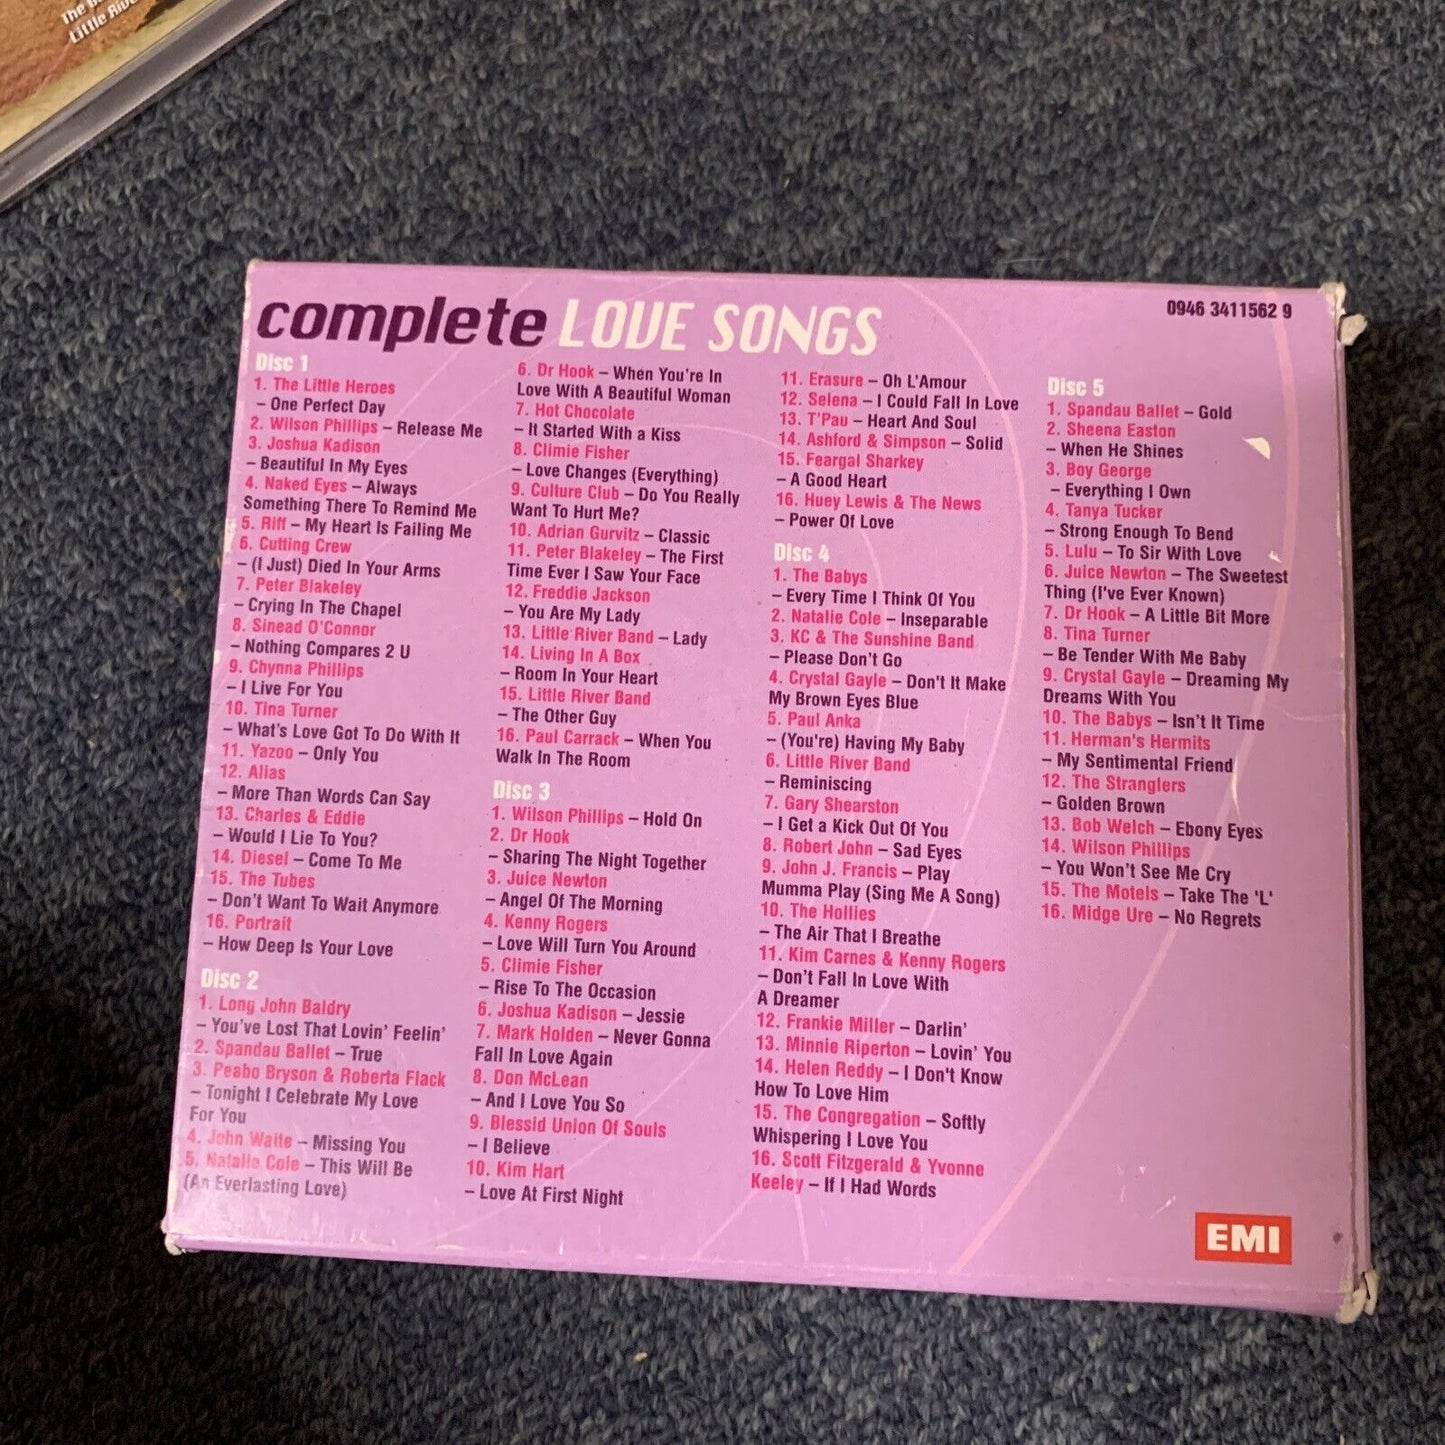 Little River
complete LOVE SONGS
0946 3411562 9
Disc 1
1. The Little Heroes
– One Perfect Day
2. Wilson Phillips – Release Me
3. Joshua Kadison
– Beautiful In My Eyes
4. Naked Eyes – Always
Something There To Remind Me
5. Riff – My Heart Is Failing Me
6. Cutting Crew
– (I Just) Died In Your Arms
7. Peter Blakeley
– Crying In The Chapel
8. Sinead O'Connor
– Nothing Compares 2 U
9. Chynna Phillips
– I Live For You
10. Tina Turner
– What's Love Got To Do With It
11. Yazoo – Only You
12. Alias
– More Than Words Can Say
13. Charles & Eddie
– Would I Lie To You?
14. Diesel – Come To Me
15. The Tubes
– Don't Want To Wait Anymore
16. Portrait
– How Deep Is Your Love
Disc 2
1. Long John Baldry
– You've Lost That Lovin' Feelin'
2. Spandau Ballet – True
3. Peabo Bryson & Roberta Flack
– Tonight I Celebrate My Love
For You
4. John Waite – Missing You
5. Natalie Cole – This Will Be
(An Everlasting Love)
6. Dr Hook – When You're In
Love With A Beautiful Woman
7. Hot Chocolate
– It Started With a Kiss
8. Climie Fisher
– Love Changes (Everything)
9. Culture Club – Do You Really
Want To Hurt Me?
10. Adrian Gurvitz – Classic
11. Peter Blakeley – The First
Time Ever I Saw Your Face
12. Freddie Jackson
– You Are My Lady
13. Little River Band – Lady
14. Living In A Box
– Room In Your Heart
15. Little River Band
– The Other Guy
16. Paul Carrack – When You
Walk In The Room
Disc 3
1. Wilson Phillips – Hold On
2. Dr Hook
– Sharing The Night Together
3. Juice Newton
– Angel Of The Morning
4. Kenny Rogers
– Love Will Turn You Around
5. Climie Fisher
– Rise To The Occasion
6. Joshua Kadison – Jessie
7. Mark Holden – Never Gonna
Fall In Love Again
8. Don McLean
– And I Love You So
9. Blessid Union Of Souls
– I Believe
10. Kim Hart
– Love At First Night
11. Erasure – Oh L'Amour
12. Selena – I Could Fall In Love
13. T'Pau – Heart And Soul
14. Ashford & Simpson – Solid
15. Feargal Sharkey
– A Good Heart
16. Huey Lewis & The News
– Power Of Love
Disc 4
1. The Babys
– Every Time I Think Of You
2. Natalie Cole – Inseparable
3. KC & The Sunshine Band
– Please Don't Go
4. Crystal Gayle – Don't It Make
My Brown Eyes Blue
5. Paul Anka
– (You're) Having My Baby
6. Little River Band
– Reminiscing
7. Gary Shearston
– I Get a Kick Out Of You
8. Robert John – Sad Eyes
9. John J. Francis – Play
Mumma Play (Sing Me A Song)
10. The Hollies
– The Air That I Breathe
11. Kim Carnes & Kenny Rogers
– Don't Fall In Love With
A Dreamer
12. Frankie Miller – Darlin'
13. Minnie Riperton – Lovin' You
14. Helen Reddy – I Don't Know
How To Love Him
15. The Congregation – Softly
Whispering I Love You
16. Scott Fitzgerald & Yvonne
Keeley – If I Had Words
Disc 5
1. Spandau Ballet – Gold
2. Sheena Easton
– When He Shines
3. Boy George
– Everything I Own
4. Tanya Tucker
– Strong Enough To Bend
5. Lulu – To Sir With Love
6. Juice Newton – The Sweetest
Thing (I've Ever Known)
7. Dr Hook – A Little Bit More
8. Tina Turner
– Be Tender With Me Baby
9. Crystal Gayle – Dreaming My
Dreams With You
10. The Babys – Isn't It Time
11. Herman's Hermits
– My Sentimental Friend
12. The Stranglers
– Golden Brown
13. Bob Welch – Ebony Eyes
14. Wilson Phillips
– You Won't See Me Cry
15. The Motels – Take The 'L'
16. Midge Ure – No Regrets
EMI